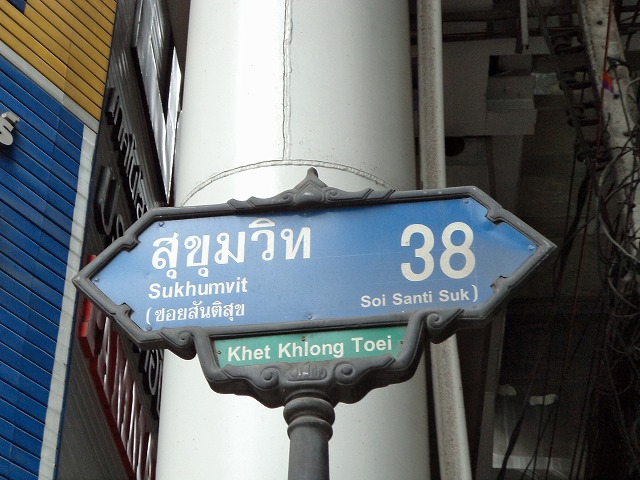 สุขุมวิท 38
Sukhumvit
(ซอยสันติสุข Soi Santi Suk)
Khet Khlong Toei